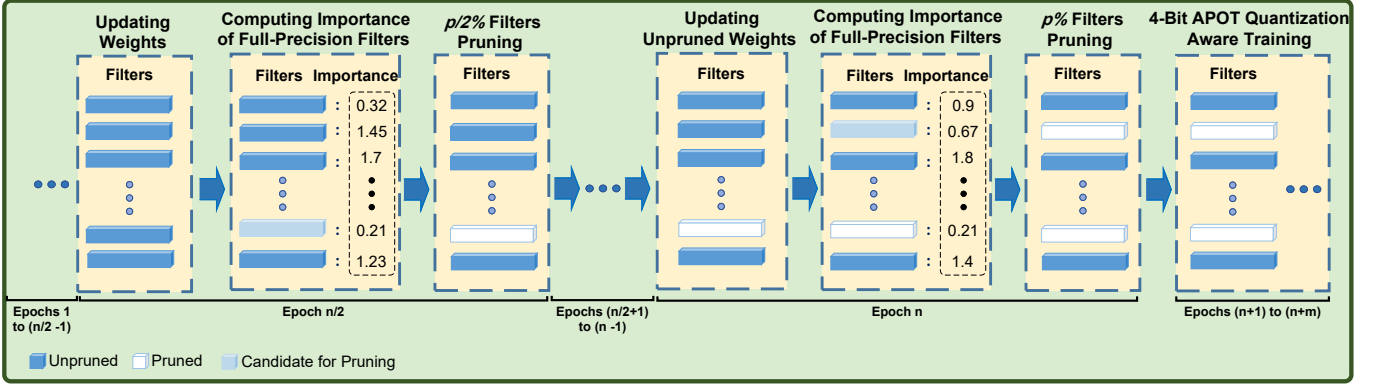 Updating
Weights
Computing Importance
of Full-Precision Filters
p/2% Filters
Pruning
Updating
Unpruned Weights
Computing Importance
of Full-Precision Filters
p% Filters
Pruning
4-Bit APOT Quantization
Aware Training
Filters
Filters Importance
: 0.32
: 1.45
: 1.7
: 0.21
: 1.23
Filters
Filters
Filters Importance
: 0.9
: 0.67
: 1.8
: 0.21
: 1.4
Filters
Filters
Epochs 1
to (n/2 -1)
Epoch n/2
Epochs (n/2+1)
to (n -1)
Epoch n
Epochs (n+1) to (n+m)
Unpruned
Pruned
Candidate for Pruning